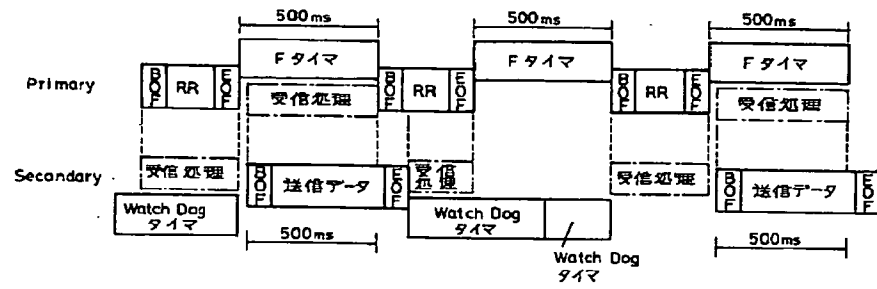 500ms 500ms 500ms
Fタイマ Fタイマ Fタイマ
Primary BOF RR EOF 受信処理 BOF RR EOF BOF RR EOF 受信処理
Secondary 受信処理 BOF 送信データ EOF 受信処理 受信処理 BOF 送信データ EOF
Watch Dog タイマ
Watch Dog タイマ
500ms
500ms
Watch Dog タイマ